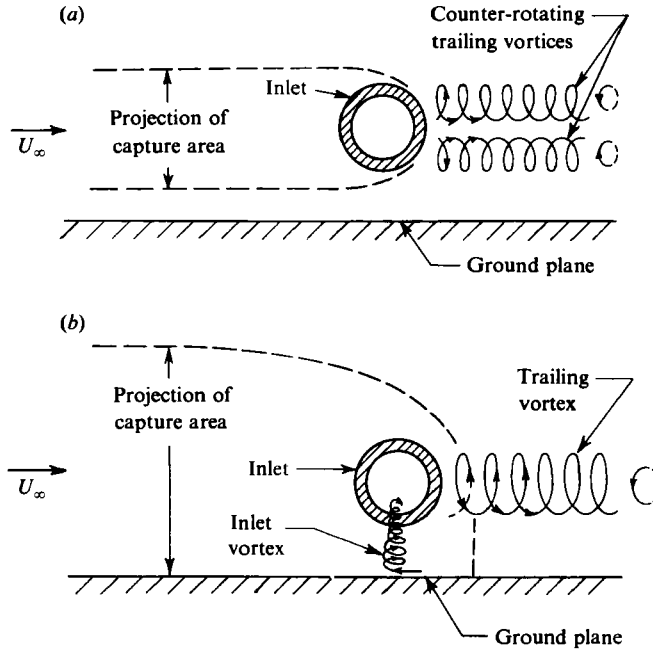 (a)
Counter-rotating
trailing vortices
Inlet
Projection of
capture area
U∞
Ground plane
(b)
Projection of
capture area
Trailing
vortex
Inlet
U∞
Inlet
vortex
Ground plane